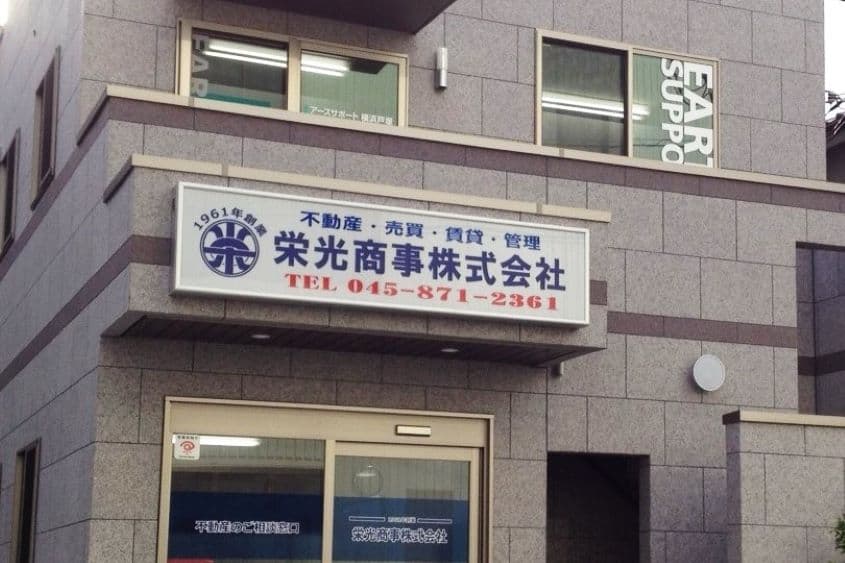 EAR
アースサポート 横浜戸塚
EART
SUPPO
1961年創業
不動産・売買・賃貸・管理
栄光商事株式会社
TEL 045-871-2361
不動産のご相談窓口
栄光商事株式会社